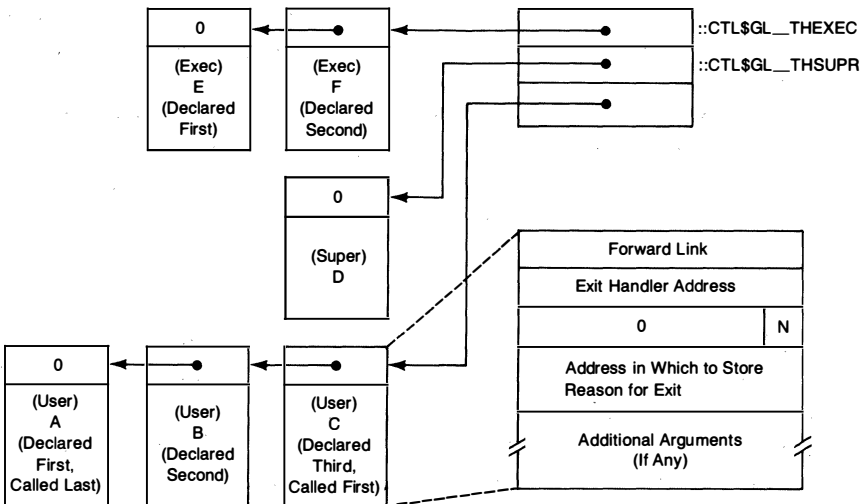 0
(Exec)
E
(Declared
First)
(Exec)
F
(Declared
Second)
::CTL$GL__THEXEC
::CTL$GL__THSUPR
0
(Super)
D
0
(User)
A
(Declared
First,
Called Last)
(User)
B
(Declared
Second)
(User)
C
(Declared
Third,
Called First)
Forward Link
Exit Handler Address
0
N
Address in Which to Store
Reason for Exit
Additional Arguments
(If Any)